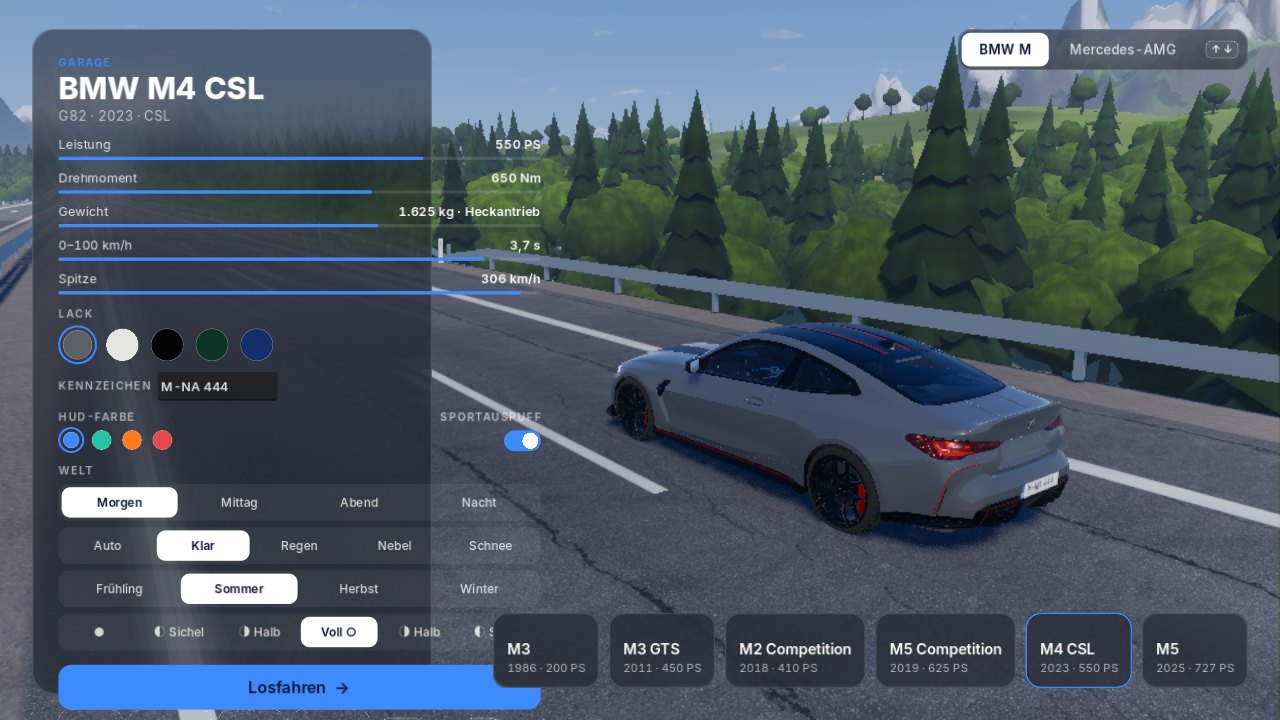 GARAGE
BMW M4 CSL
G82 · 2023 · CSL
Leistung 550 PS
Drehmoment 650 Nm
Gewicht 1.625 kg · Heckantrieb
0–100 km/h 3,7 s
Spitze 306 km/h
LACK
KENNZEICHEN M-NA 444
HUD-FARBE SPORTAUSPUFF
WELT
Morgen Mittag Abend Nacht
Auto Klar Regen Nebel Schnee
Frühling Sommer Herbst Winter
Sichel Halb Voll Halb
Losfahren →
BMW M Mercedes-AMG ↑↓
M-NA 444
M3
1986 · 200 PS
M3 GTS
2011 · 450 PS
M2 Competition
2018 · 410 PS
M5 Competition
2019 · 625 PS
M4 CSL
2023 · 550 PS
M5
2025 · 727 PS